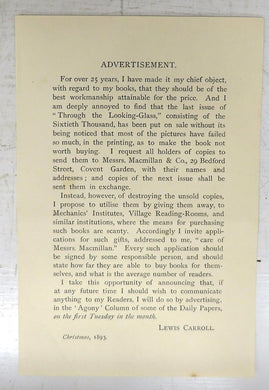 ADVERTISEMENT.
For over 25 years, I have made it my chief object,
with regard to my books, that they should be of the
best workmanship attainable for the price. And I
am deeply annoyed to find that the last issue of
"Through the Looking-Glass," consisting of the
Sixtieth Thousand, has been put on sale without its
being noticed that most of the pictures have failed
so much, in the printing, as to make the book not
worth buying. I request all holders of copies to
send them to Messrs. Macmillan & Co., 29 Bedford
Street, Covent Garden, with their names and
addresses; and copies of the next issue shall be
sent them in exchange.
Instead, however, of destroying the unsold copies,
I propose to utilise them by giving them away, to
Mechanics' Institutes, Village Reading-Rooms, and
similar institutions, where the means for purchasing
such books are scanty. Accordingly I invite appli-
cations for such gifts, addressed to me, "care of
Messrs. Macmillan." Every such application should
be signed by some responsible person, and should
state how far they are able to buy books for them-
selves, and what is the average number of readers.
I take this opportunity of announcing that, if
at any future time I should wish to communicate
anything to my Readers, I will do so by advertising,
in the 'Agony' Column of some of the Daily Papers,
on the first Tuesday in the month.
LEWIS CARROLL.
Christmas, 1893.